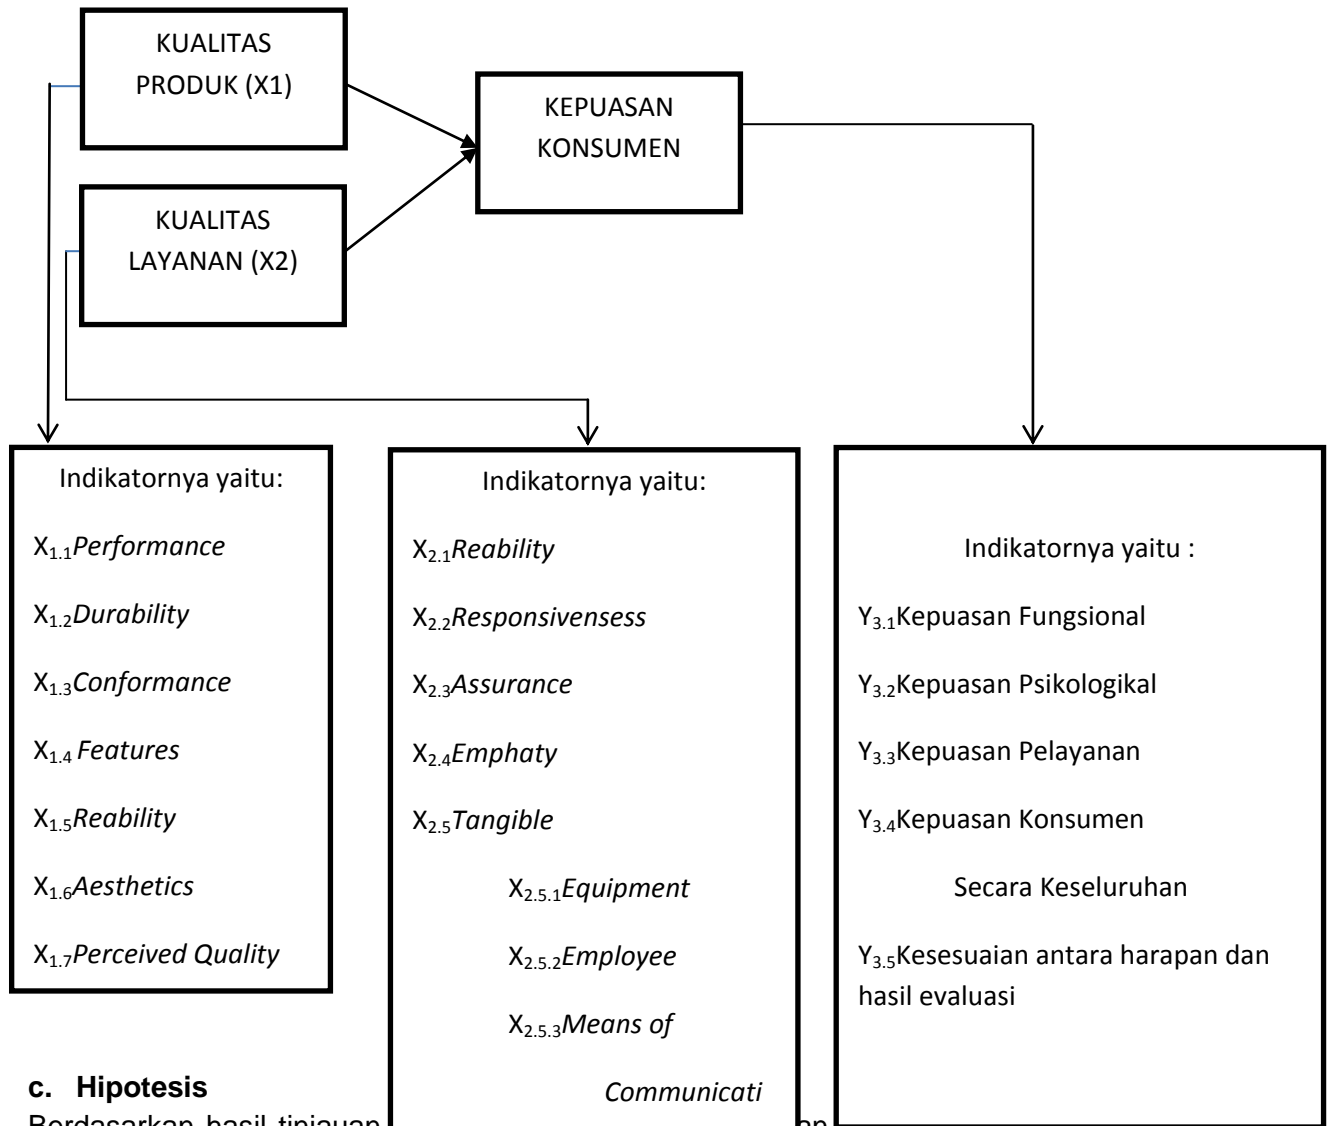 KUALITAS
PRODUK (X1)
KEPUASAN
KONSUMEN
KUALITAS
LAYANAN (X2)
Indikatornya yaitu:
X1.1Performance
X1.2Durability
X1.3Conformance
X1.4 Features
X1.5Reability
X1.6Aesthetics
X1.7Perceived Quality
Indikatornya yaitu:
X2.1Reability
X2.2Responsivensess
X2.3Assurance
X2.4Emphaty
X2.5Tangible
X2.5.1Equipment
X2.5.2Employee
X2.5.3Means of
Communicati
Indikatornya yaitu :
Y3.1Kepuasan Fungsional
Y3.2Kepuasan Psikologikal
Y3.3Kepuasan Pelayanan
Y3.4Kepuasan Konsumen
Secara Keseluruhan
Y3.5Kesesuaian antara harapan dan
hasil evaluasi
c. Hipotesis
Berdasarkan hasil tinjauan